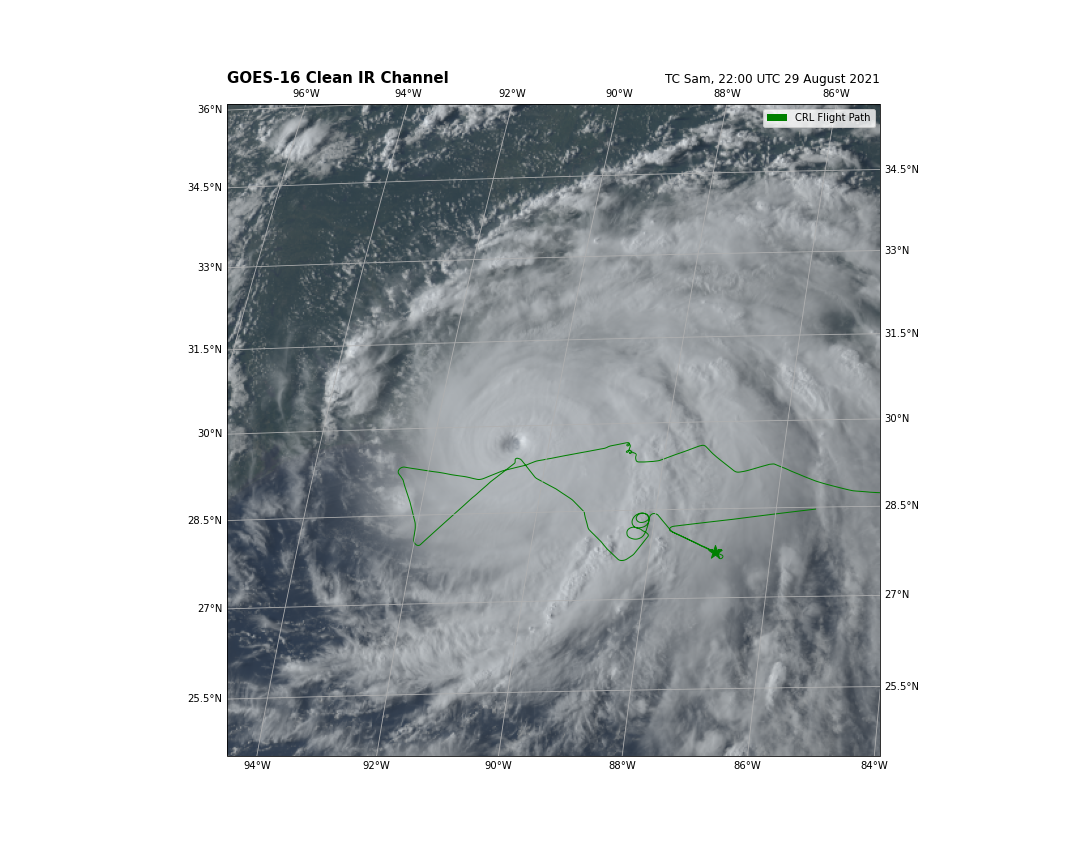 GOES-16 Clean IR Channel
TC Sam, 22:00 UTC 29 August 2021
96°W 94°W 92°W 90°W 88°W 86°W
36°N
CRL Flight Path
34.5°N
34.5°N
33°N
33°N
31.5°N
31.5°N
30°N
30°N
28.5°N
28.5°N
27°N
27°N
25.5°N
25.5°N
94°W 92°W 90°W 88°W 86°W 84°W